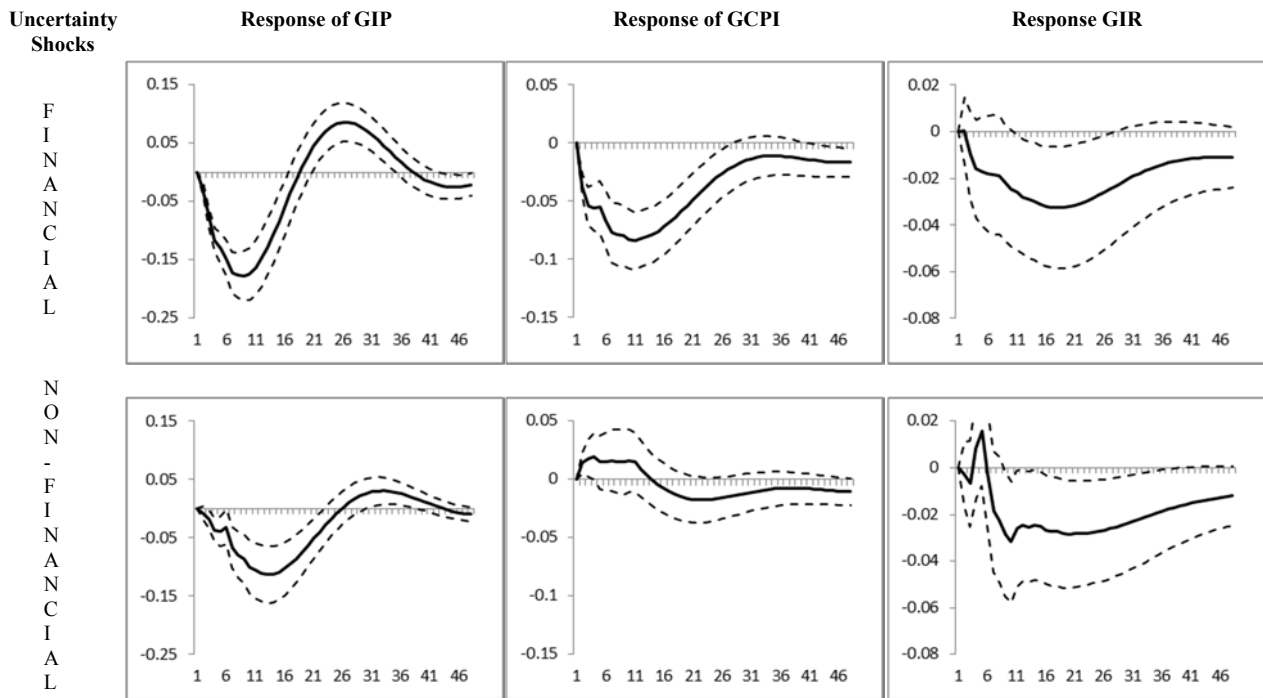 Uncertainty Shocks
Response of GIP
Response of GCPI
Response GIR
FINANCIAL
0.15
0.05
-0.05
-0.15
-0.25
1 6 11 16 21 26 31 36 41 46
0.05
0
-0.05
-0.1
-0.15
1 6 11 16 21 26 31 36 41 46
0.02
0
-0.02
-0.04
-0.06
-0.08
1 6 11 16 21 26 31 36 41 46
NON-FINANCIAL
0.15
0.05
-0.05
-0.15
-0.25
1 6 11 16 21 26 31 36 41 46
0.05
0
-0.05
-0.1
-0.15
1 6 11 16 21 26 31 36 41 46
0.02
0
-0.02
-0.04
-0.06
-0.08
1 6 11 16 21 26 31 36 41 46